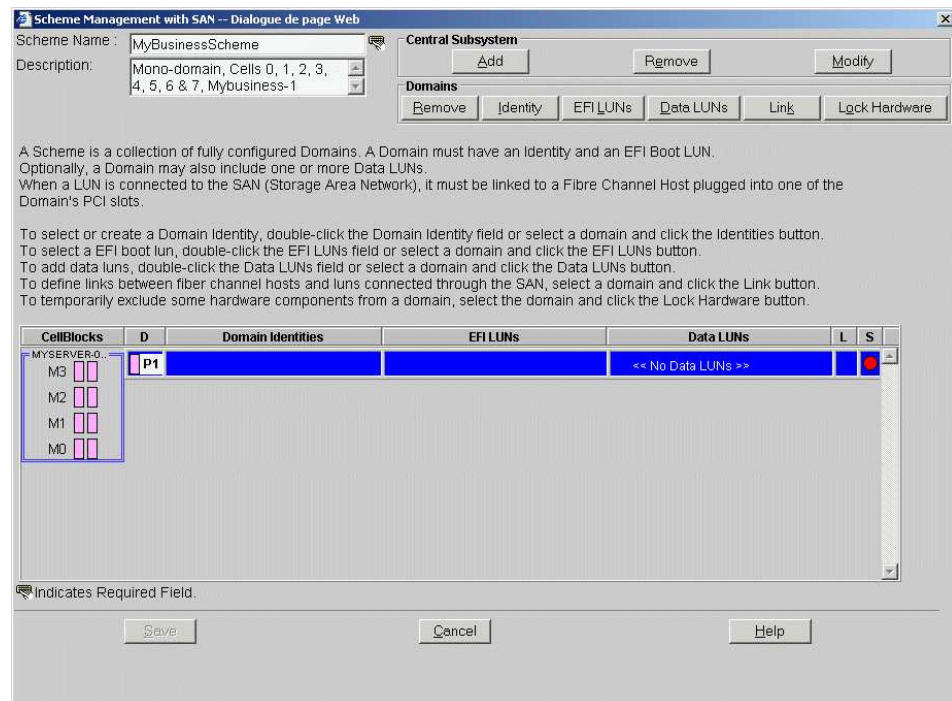 Scheme Management with SAN -- Dialogue de page Web
Scheme Name :
MyBusinessScheme
Description:
Mono-domain, Cells 0, 1, 2, 3,
4, 5, 6 & 7, Mybusiness-1
Central Subsystem
Add
Remove
Modify
Domains
Remove
Identity
EFI LUNs
Data LUNs
Link
Lock Hardware
A Scheme is a collection of fully configured Domains. A Domain must have an Identity and an EFI Boot LUN.
Optionally, a Domain may also include one or more Data LUNs.
When a LUN is connected to the SAN (Storage Area Network), it must be linked to a Fibre Channel Host plugged into one of the
Domain's PCI slots.
To select or create a Domain Identity, double-click the Domain Identity field or select a domain and click the Identities button.
To select a EFI boot lun, double-click the EFI LUNs field or select a domain and click the EFI LUNs button.
To add data luns, double-click the Data LUNs field or select a domain and click the Data LUNs button.
To define links between fiber channel hosts and luns connected through the SAN, select a domain and click the Link button.
To temporarily exclude some hardware components from a domain, select the domain and click the Lock Hardware button.
CellBlocks D Domain Identities EFI LUNs Data LUNs L S
MYSERVER-0..
P1
<< No Data LUNs >>
M3
M2
M1
M0
Indicates Required Field.
Save
Cancel
Help